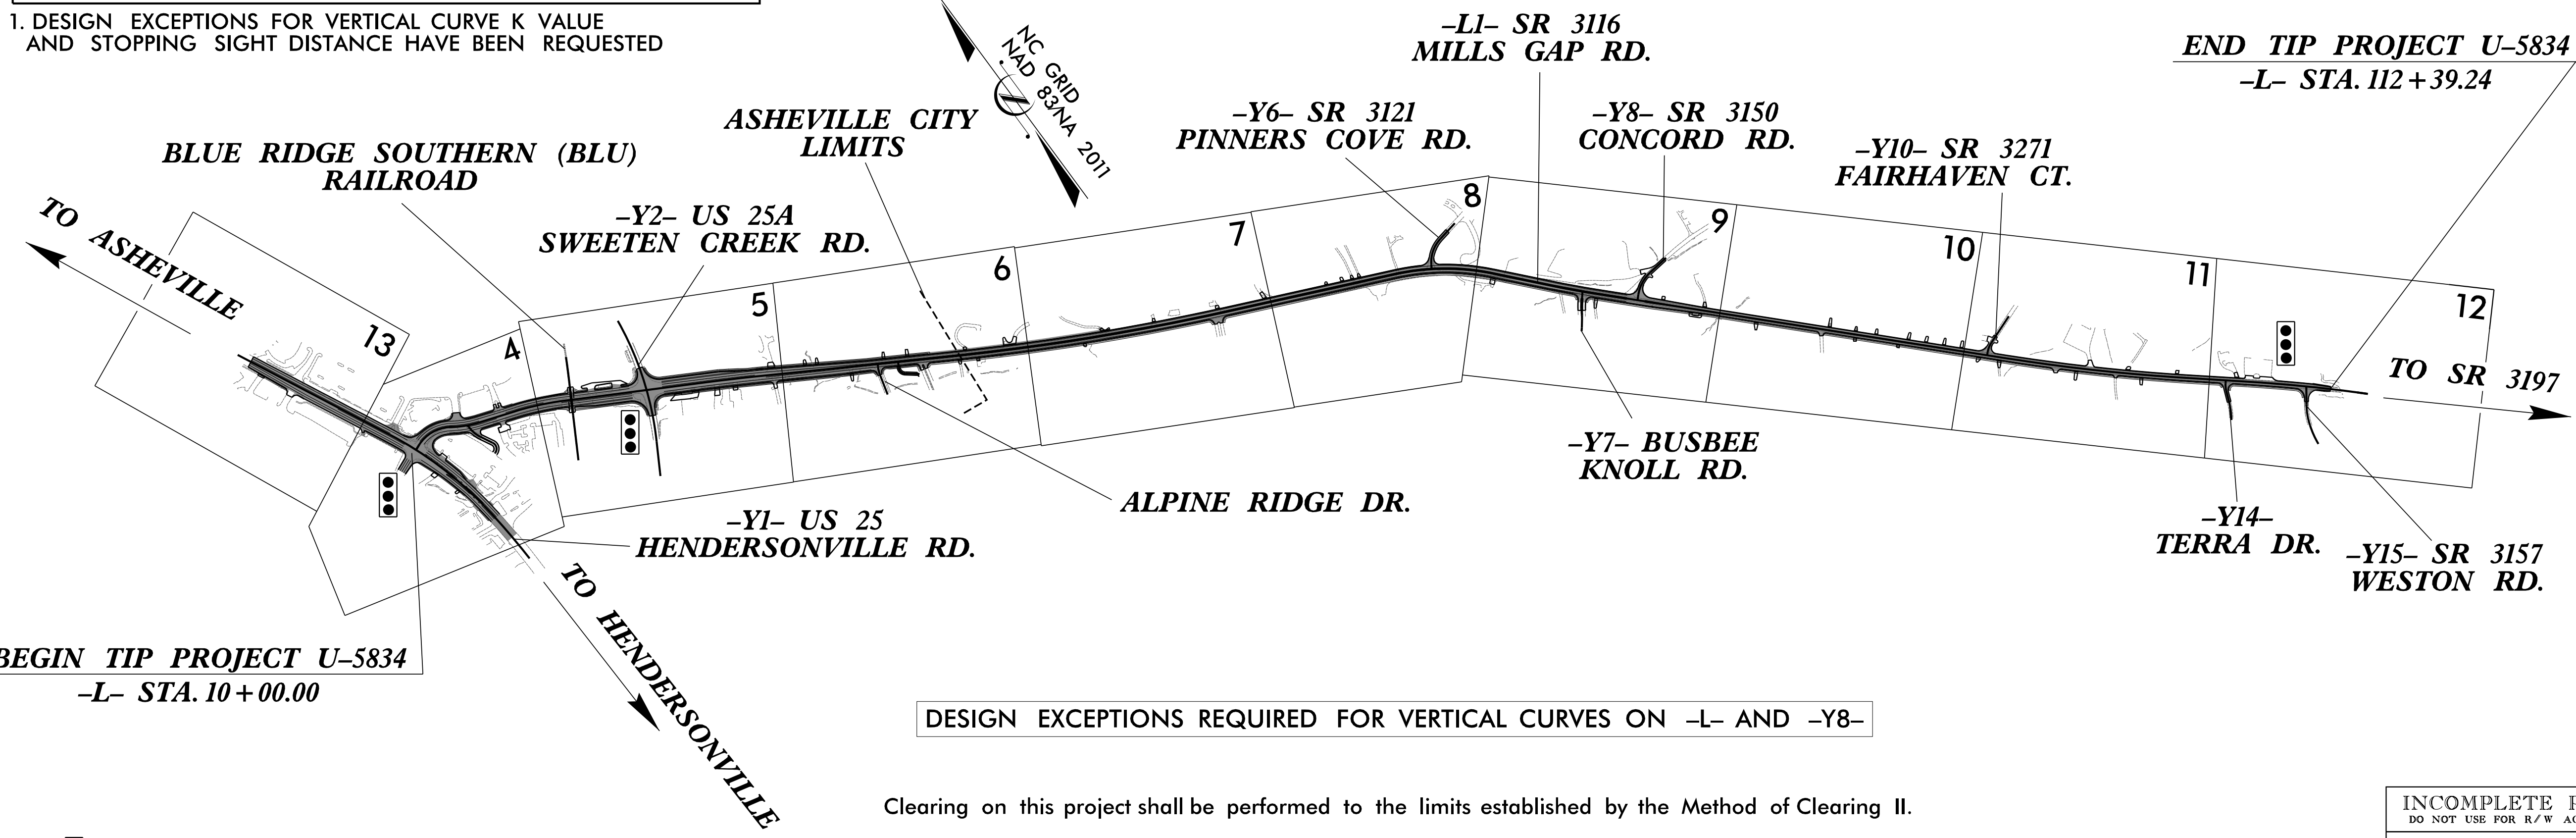 1. DESIGN EXCEPTIONS FOR VERTICAL CURVE K VALUE
AND STOPPING SIGHT DISTANCE HAVE BEEN REQUESTED
NC GRID
NAD 83/NA 2011
–L1– SR 3116
MILLS GAP RD.
END TIP PROJECT U–5834
–L– STA. 112+39.24
ASHEVILLE CITY
LIMITS
–Y6– SR 3121
PINNERS COVE RD.
–Y8– SR 3150
CONCORD RD.
–Y10– SR 3271
FAIRHAVEN CT.
BLUE RIDGE SOUTHERN (BLU)
RAILROAD
–Y2– US 25A
SWEETEN CREEK RD.
TO ASHEVILLE
13
4
5
6
7
8
9
10
11
12
TO SR 3197
–Y7– BUSBEE
KNOLL RD.
ALPINE RIDGE DR.
–Y1– US 25
HENDERSONVILLE RD.
–Y14–
TERRA DR.
–Y15– SR 3157
WESTON RD.
TO HENDERSONVILLE
BEGIN TIP PROJECT U–5834
–L– STA. 10+00.00
DESIGN EXCEPTIONS REQUIRED FOR VERTICAL CURVES ON –L– AND –Y8–
Clearing on this project shall be performed to the limits established by the Method of Clearing II.
INCOMPLETE
DO NOT USE FOR R/W